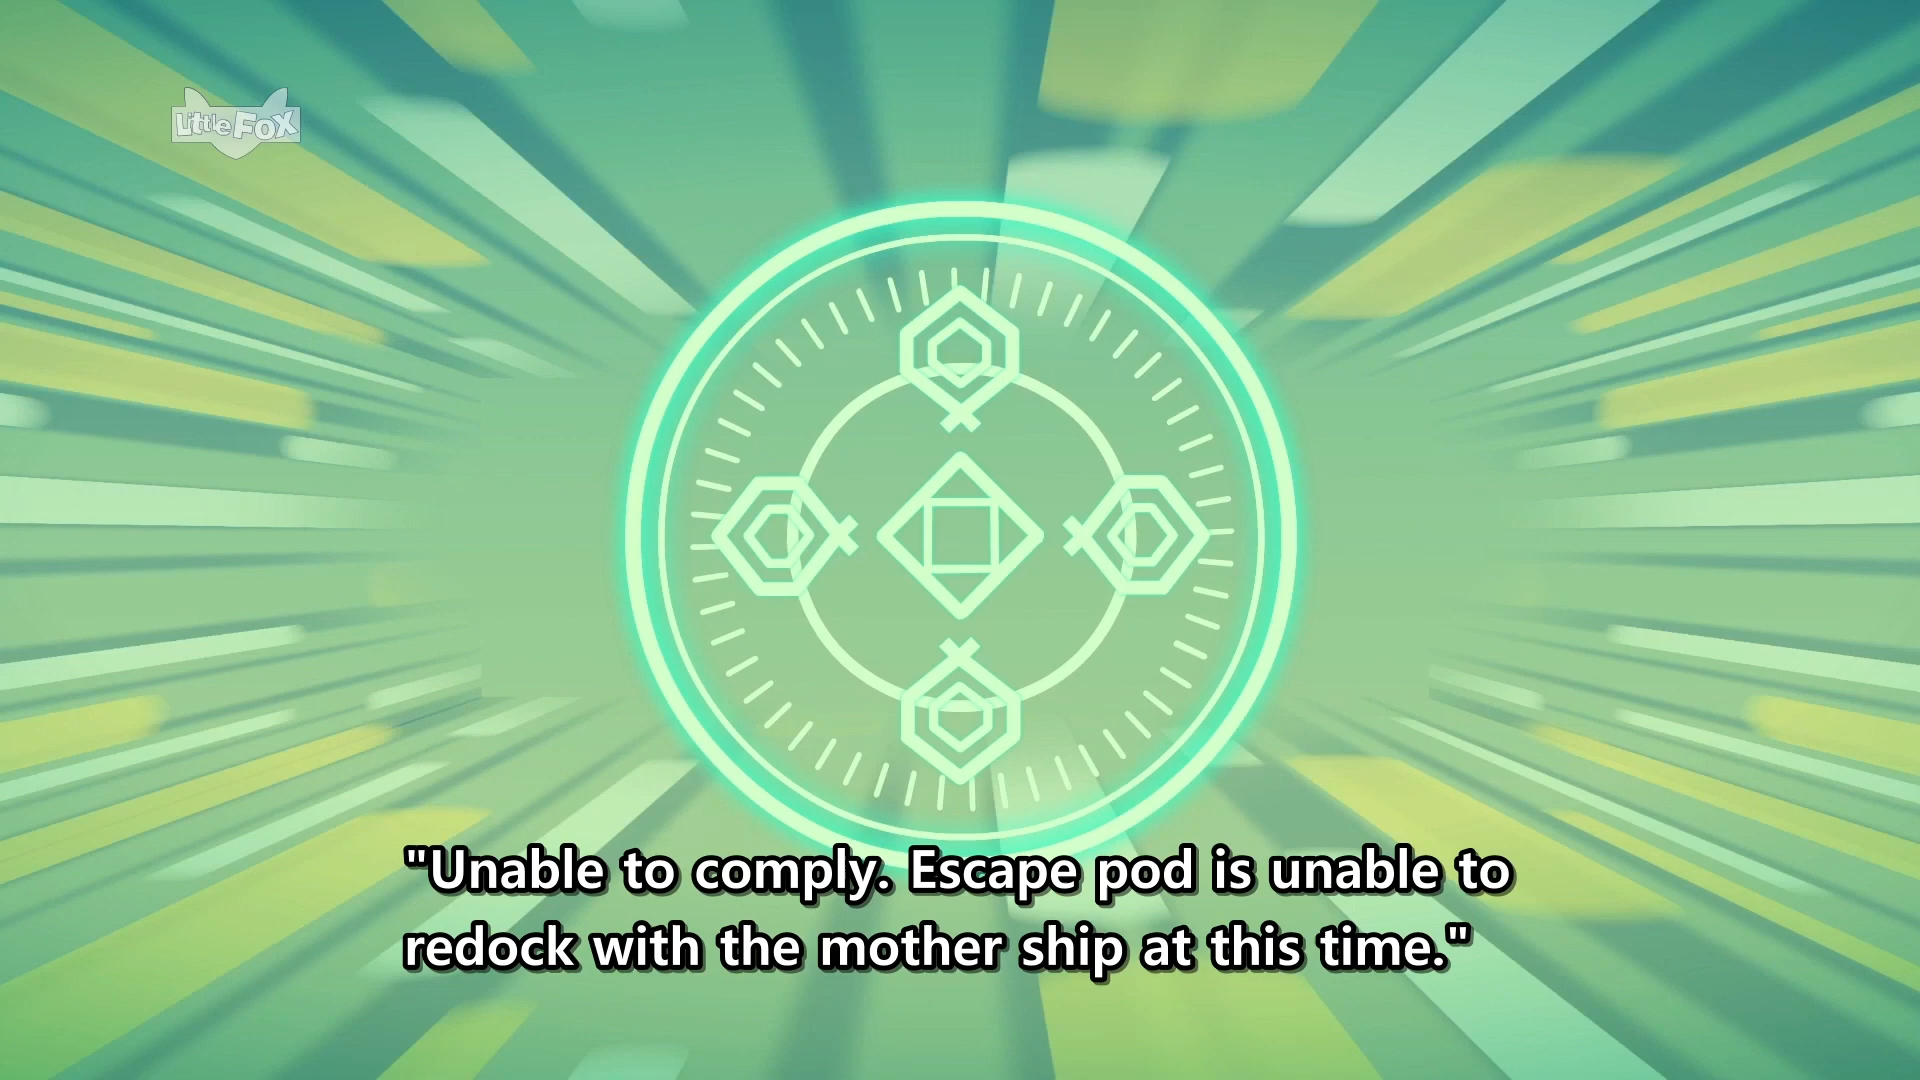 Little Fox
"Unable to comply. Escape pod is unable to
redock with the mother ship at this time."